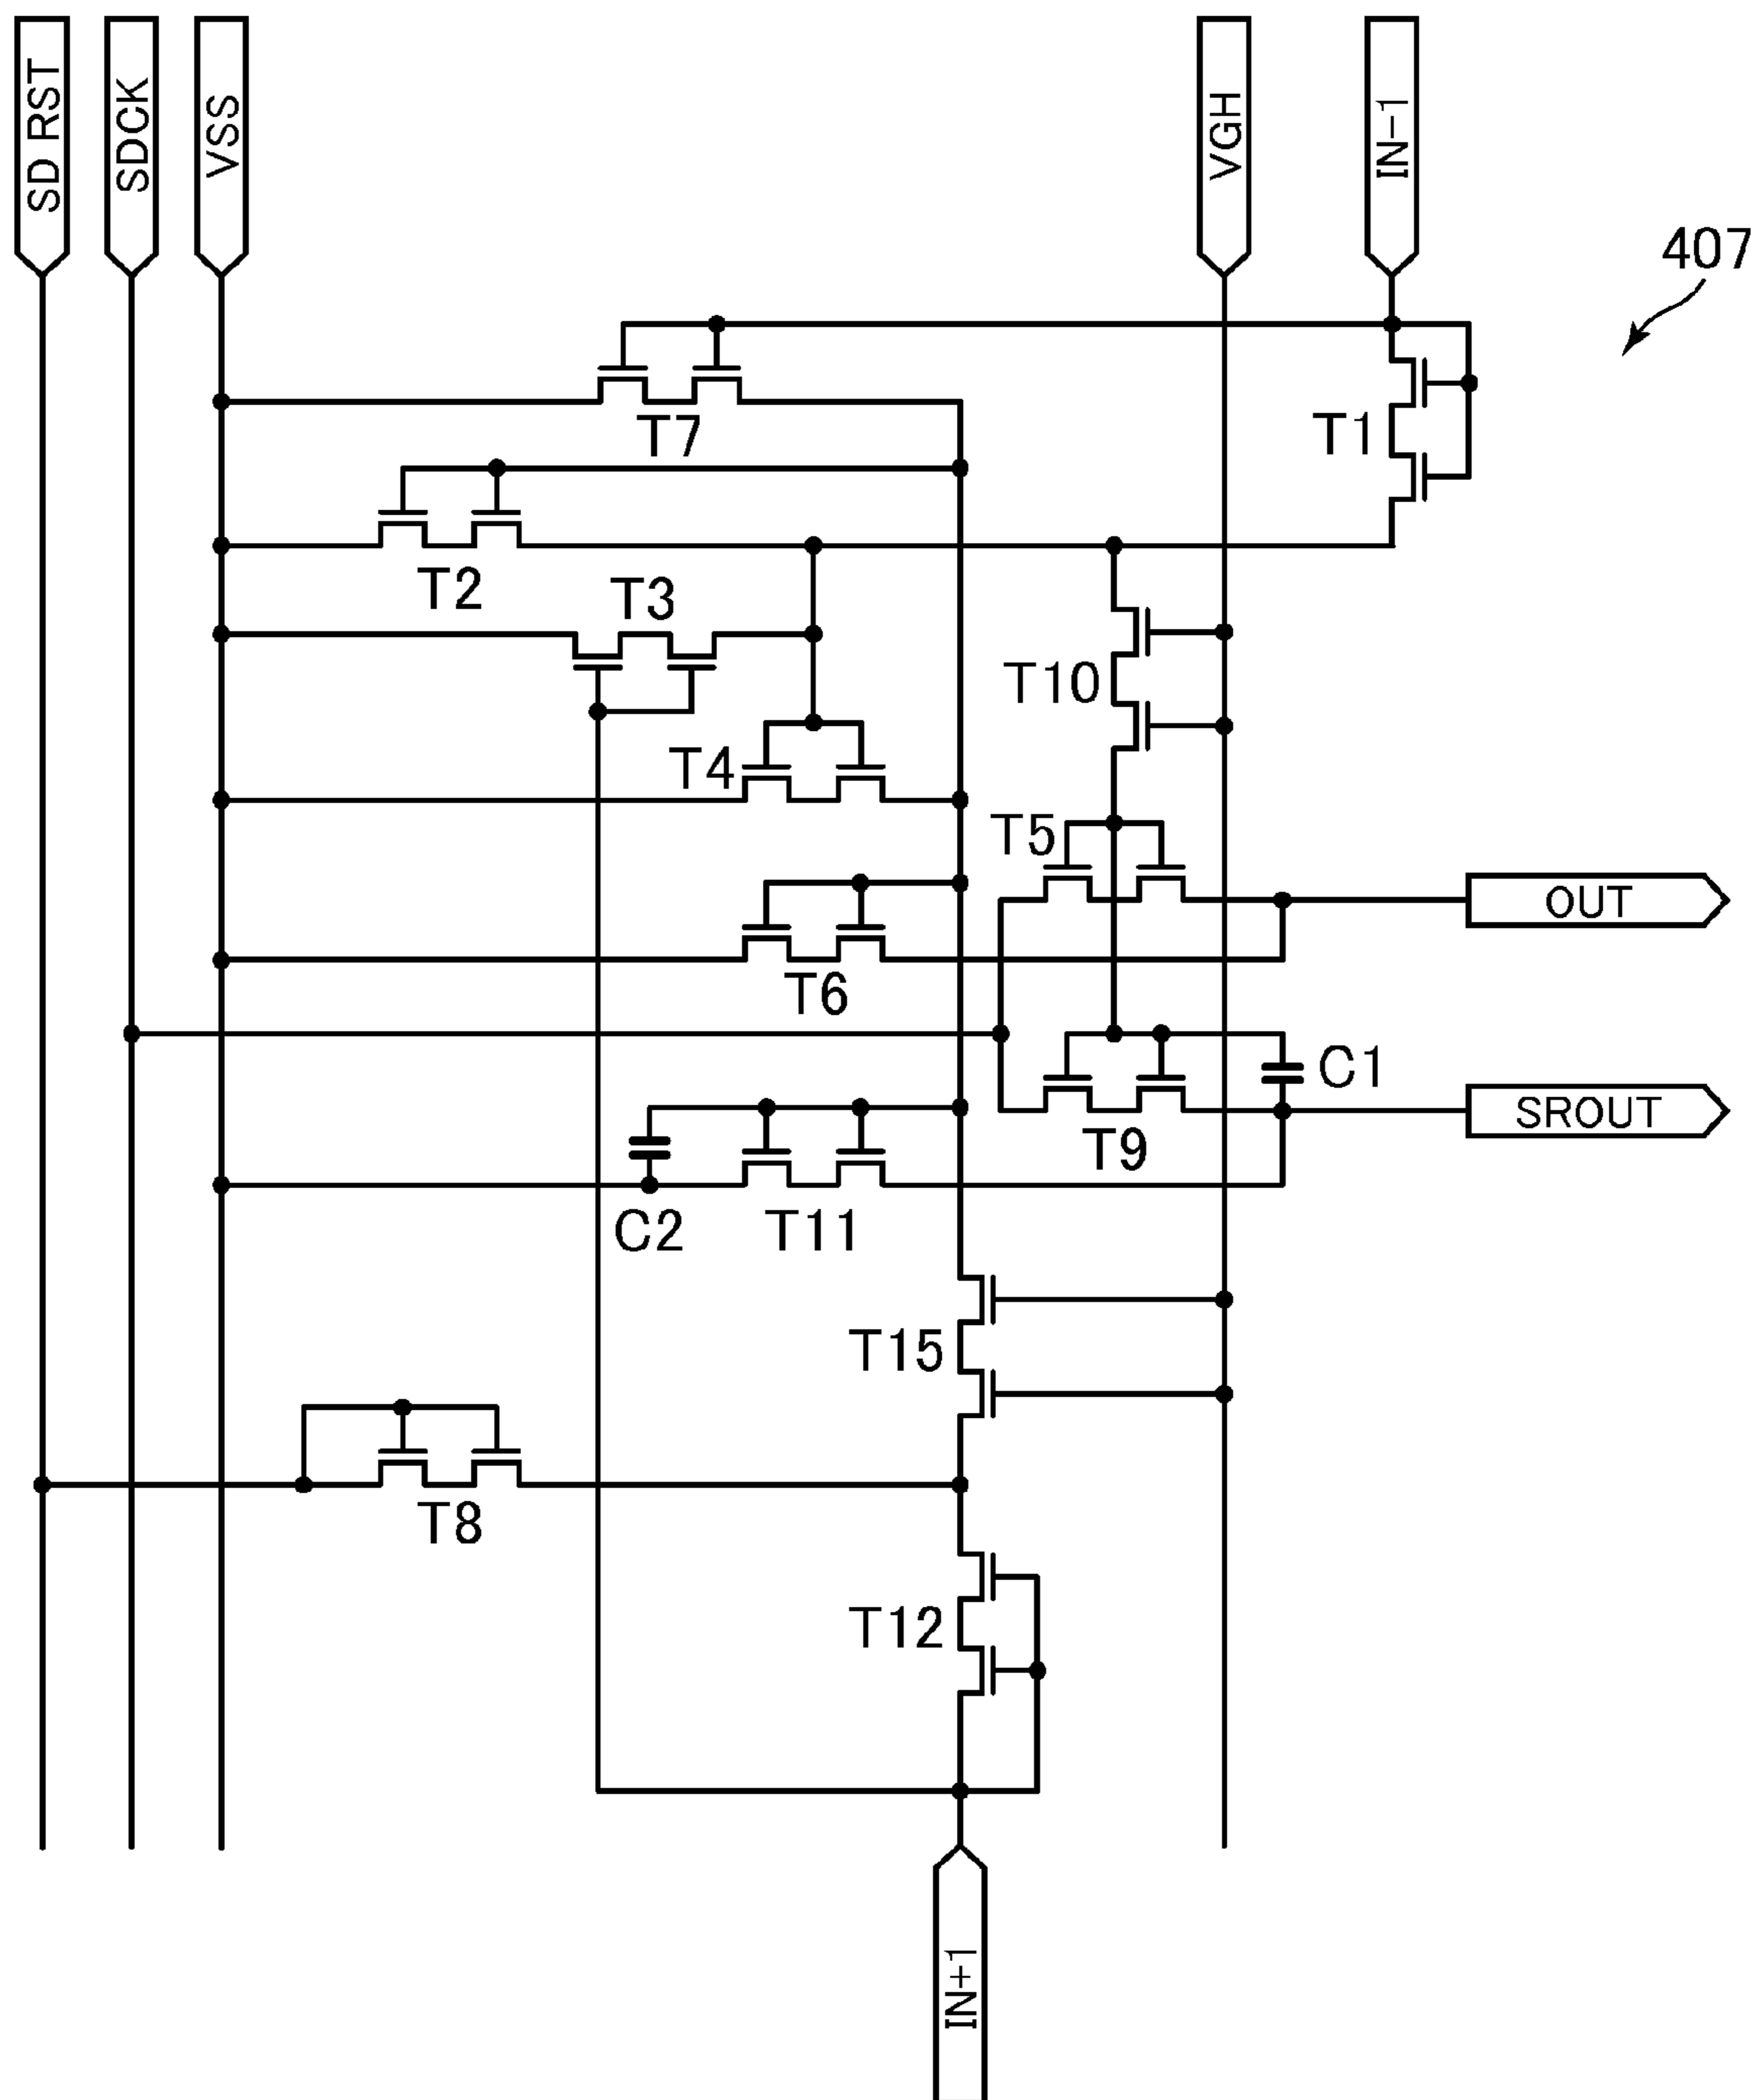 SD RST
SDCK
VSS
VGH
IN-1
407
T7
T1
T2
T3
T10
T4
T5
OUT
T6
C1
SROUT
T9
C2
T11
T15
T8
T12
IN+1